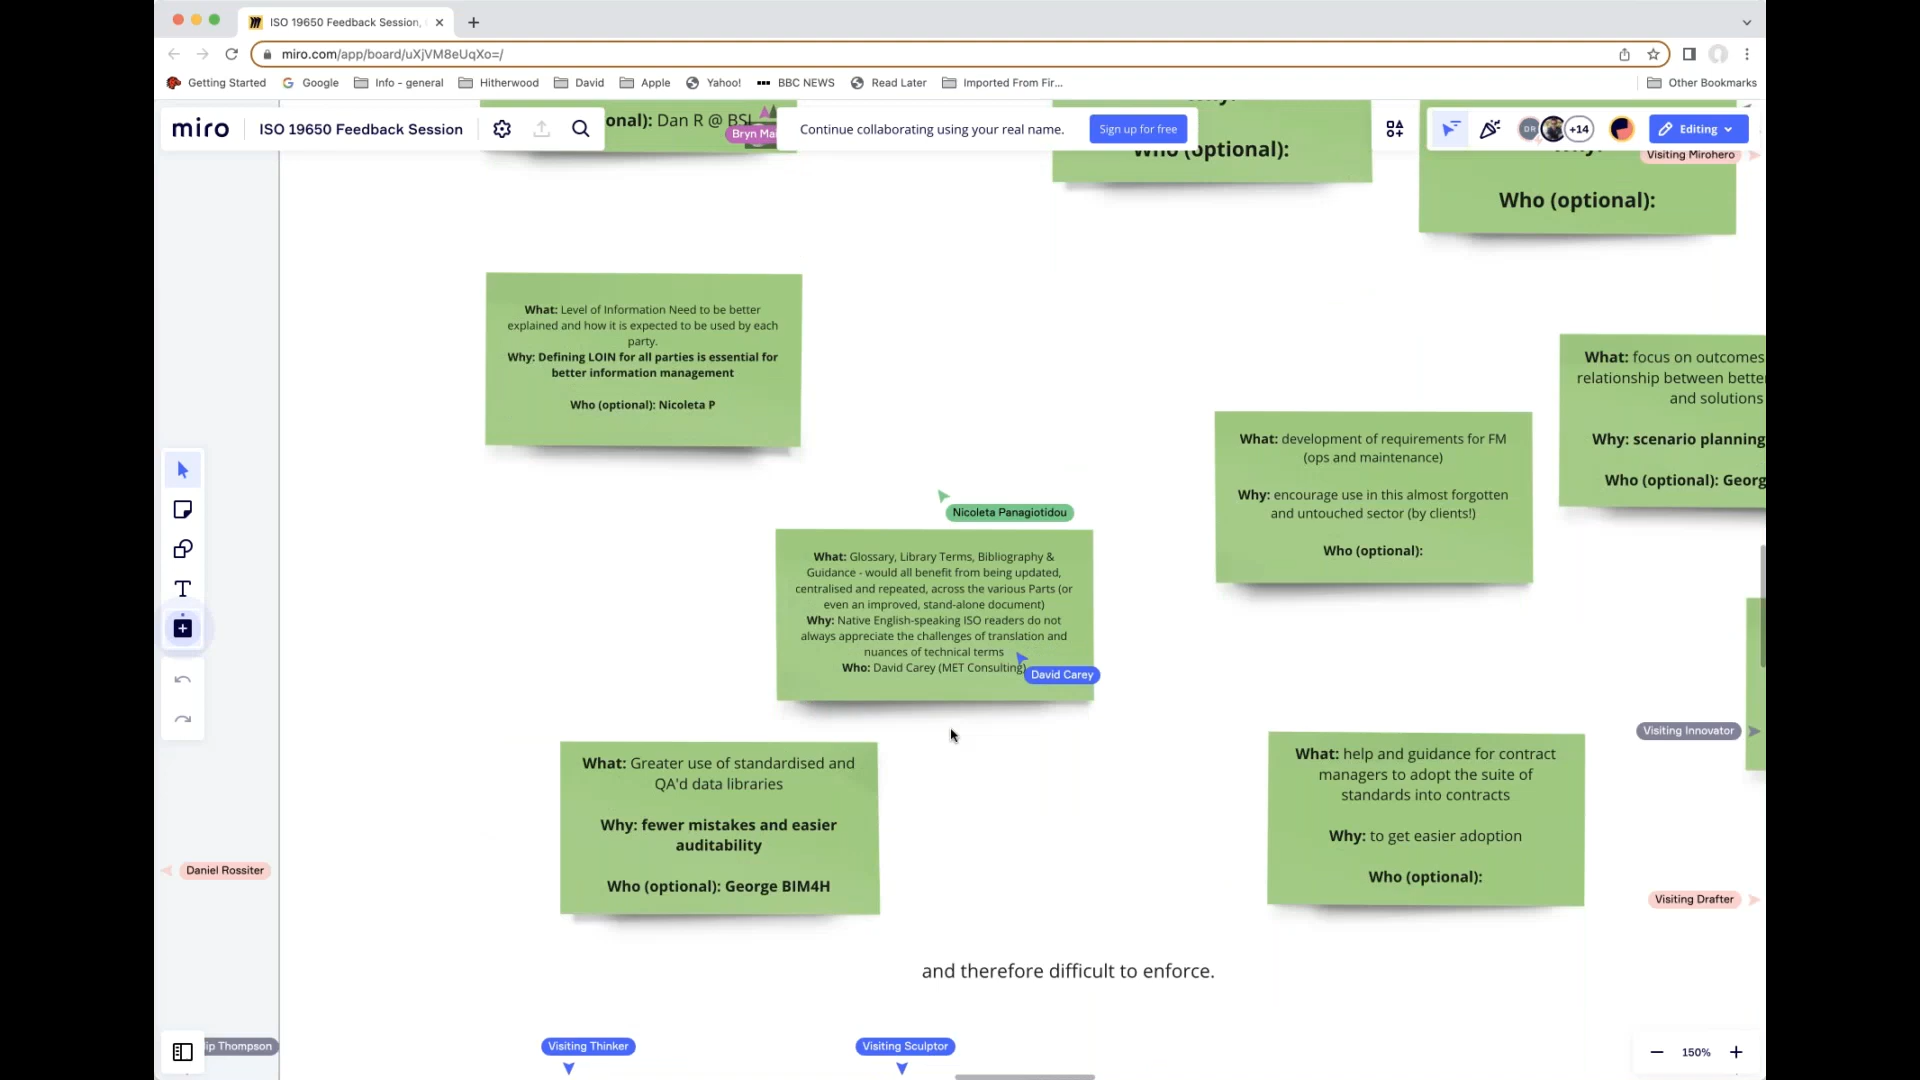 ISO 19650 Feedback Session,
miro.com/app/board/uXjVM8eUqXo=/
Getting Started
Google
Info - general
Hitherwood
David
Apple
Yahoo!
BBC NEWS
Read Later
Imported From Fir...
Other Bookmarks
miro
ISO 19650 Feedback Session
onal): Dan R @ BSI
Bryn Mai
Continue collaborating using your real name.
Sign up for free
DR
+14
Editing
Who (optional):
Visiting Mirohero
Who (optional):
What: Level of Information Need to be better
explained and how it is expected to be used by each
party.
Why: Defining LOIN for all parties is essential for
better information management
Who (optional): Nicoleta P
What: focus on outcomes
relationship between bette
and solutions
Why: scenario planning
Who (optional): Georg
What: development of requirements for FM
(ops and maintenance)
Why: encourage use in this almost forgotten
and untouched sector (by clients!)
Who (optional):
Nicoleta Panagiotidou
What: Glossary, Library Terms, Bibliography &
Guidance - would all benefit from being updated,
centralised and repeated, across the various Parts (or
even an improved, stand-alone document)
Why: Native English-speaking ISO readers do not
always appreciate the challenges of translation and
nuances of technical terms
Who: David Carey (MET Consulting)
David Carey
What: Greater use of standardised and
QA'd data libraries
Why: fewer mistakes and easier
auditability
Who (optional): George BIM4H
Visiting Innovator
What: help and guidance for contract
managers to adopt the suite of
standards into contracts
Why: to get easier adoption
Who (optional):
Daniel Rossiter
Visiting Drafter
and therefore difficult to enforce.
ip Thompson
Visiting Thinker
Visiting Sculptor
150%